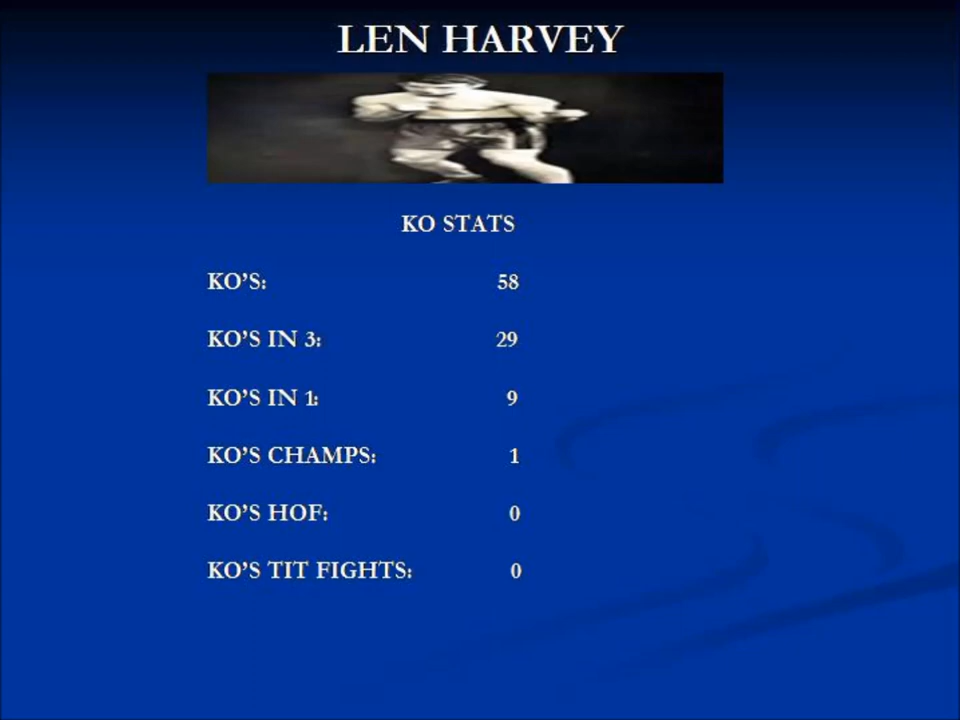 LEN HARVEY
KO STATS
KO'S: 58
KO'S IN 3: 29
KO'S IN 1: 9
KO'S CHAMPS: 1
KO'S HOF: 0
KO'S TIT FIGHTS: 0